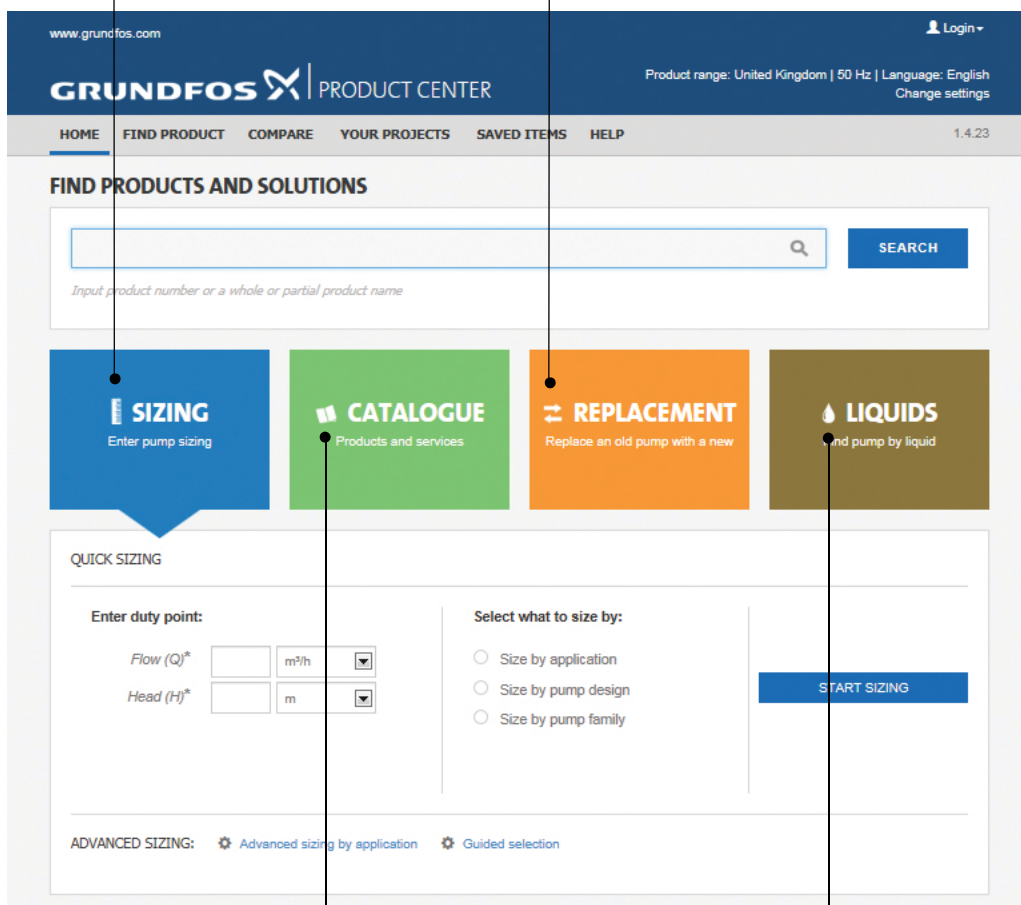 www.grundfos.com
Login
GRUNDFOS PRODUCT CENTER
Product range: United Kingdom | 50 Hz | Language: English
Change settings
HOME FIND PRODUCT COMPARE YOUR PROJECTS SAVED ITEMS HELP 1.4.23
FIND PRODUCTS AND SOLUTIONS
SEARCH
Input product number or a whole or partial product name
SIZING
Enter pump sizing
CATALOGUE
Products and services
REPLACEMENT
Replace an old pump with a new
LIQUIDS
Find pump by liquid
QUICK SIZING
Enter duty point:
Flow (Q)* m³/h
Head (H)* m
Select what to size by:
Size by application
Size by pump design
Size by pump family
START SIZING
ADVANCED SIZING: Advanced sizing by application Guided selection